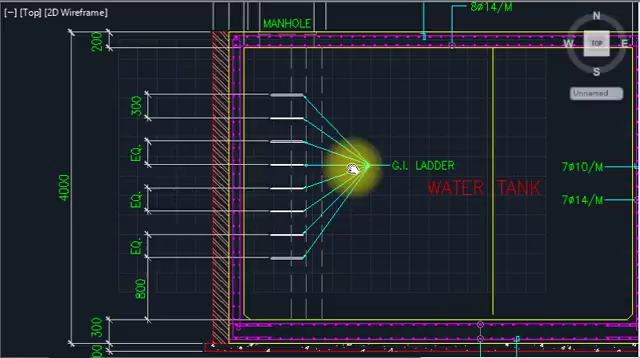 [−] [Top] [2D Wireframe]
8ø14/M
MANHOLE
N
W
TOP
E
S
Unnamed
200
300
EQ.
4000
EQ.
EQ.
800
300
G.I. LADDER
WATER TANK
7ø10/M
7ø14/M